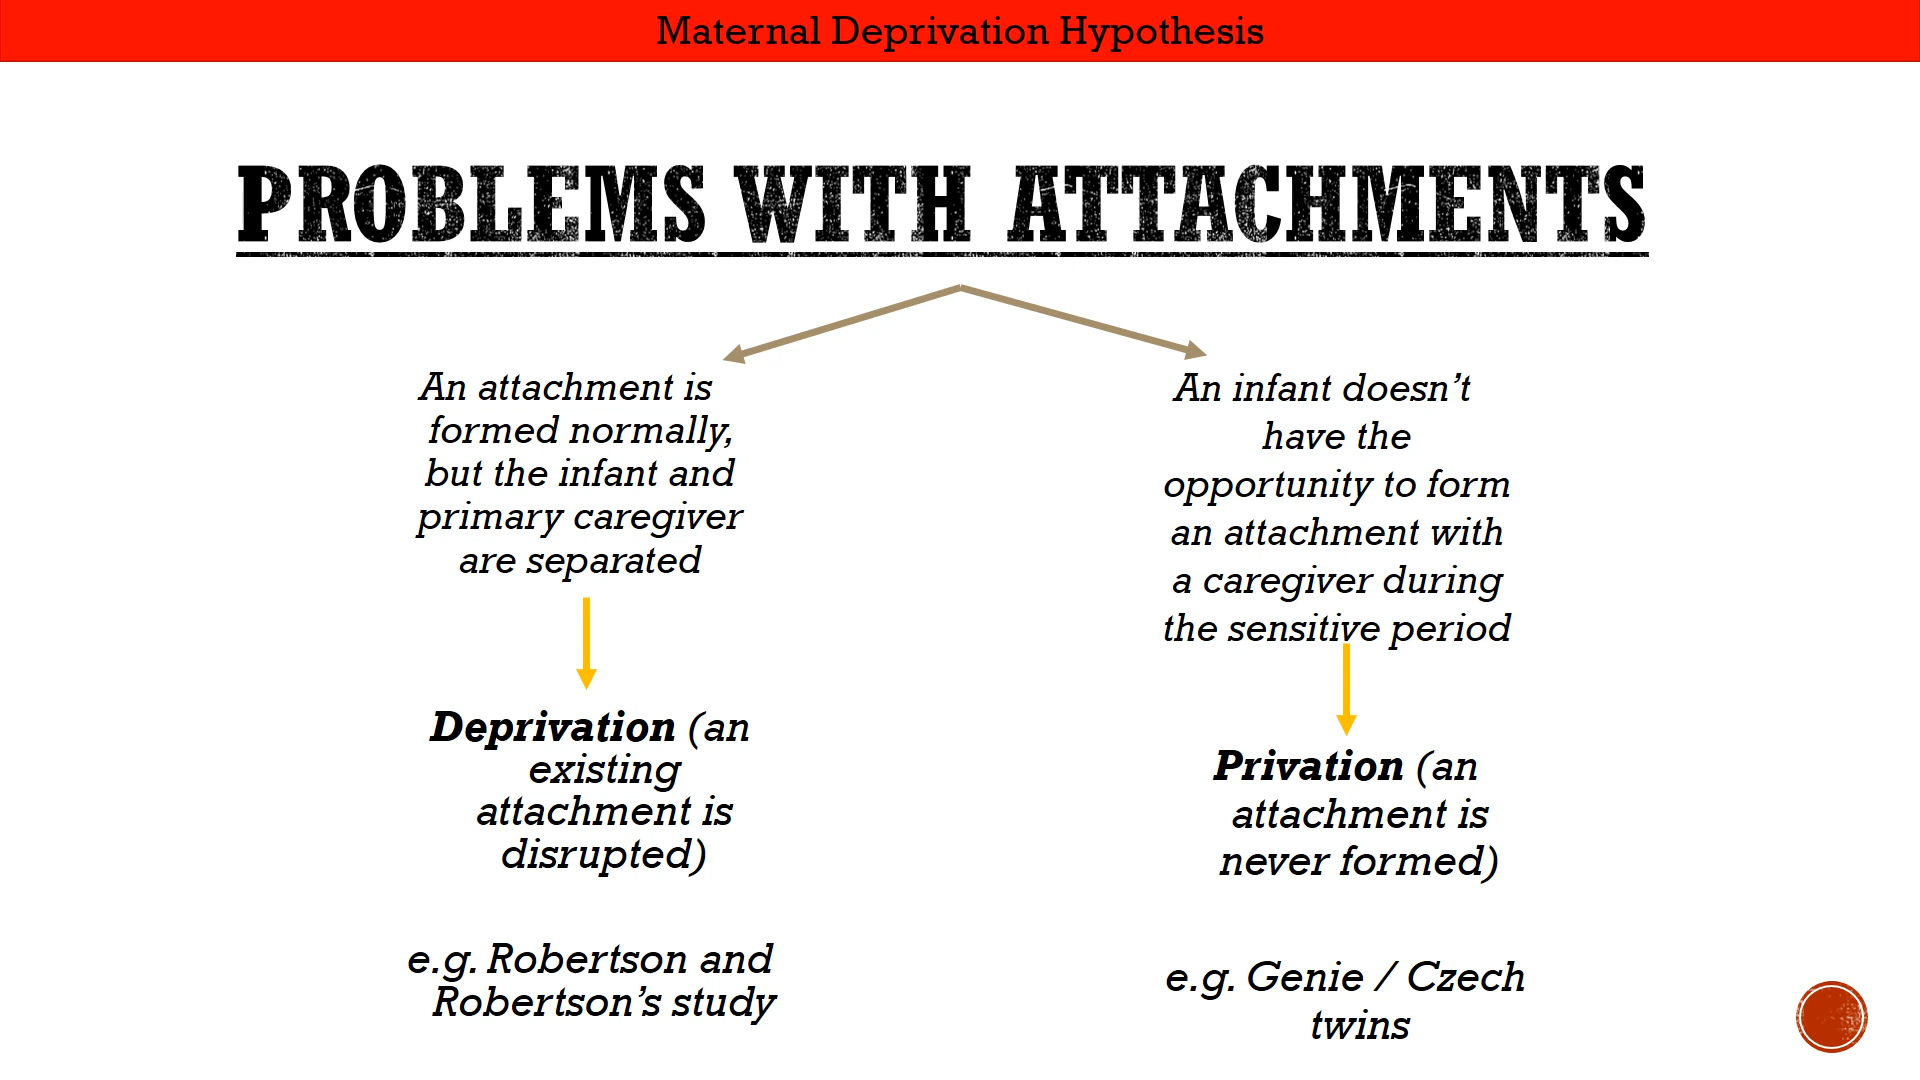 Maternal Deprivation Hypothesis
PROBLEMS WITH ATTACHMENTS
An attachment is
formed normally,
but the infant and
primary caregiver
are separated
Deprivation (an
existing
attachment is
disrupted)
e.g. Robertson and
Robertson’s study
An infant doesn’t
have the
opportunity to form
an attachment with
a caregiver during
the sensitive period
Privation (an
attachment is
never formed)
e.g. Genie / Czech
twins